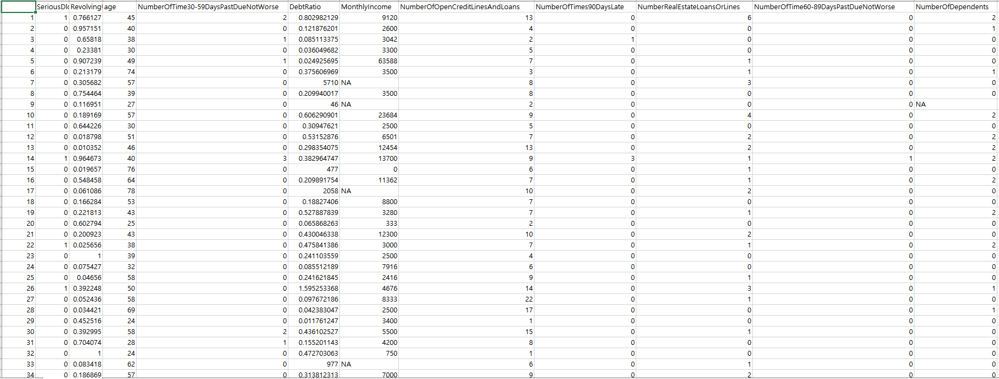 SeriousDlq Revolving age NumberOfTime30-59DaysPastDueNotWorse DebtRatio MonthlyIncome NumberOfOpenCreditLinesAndLoans NumberOfTimes90DaysLate NumberRealEstateLoansOrLines NumberOfTime60-89DaysPastDueNotWorse NumberOfDependents
1 1 0.766127 45 2 0.802982129 9120 13 0 6 0 2
2 0 0.957151 40 0 0.121876201 2600 4 0 0 0 1
3 0 0.65818 38 1 0.085113375 3042 2 1 0 0 0
4 0 0.23381 30 0 0.036049682 3300 5 0 0 0 0
5 0 0.907239 49 1 0.024925695 63588 7 0 1 0 0
6 0 0.213179 74 0 0.375606969 3500 3 0 1 0 1
7 0 0.305682 57 0 5710 NA 8 0 3 0 0
8 0 0.754464 39 0 0.209940017 3500 8 0 0 0 0
9 0 0.116951 27 0 46 NA 2 0 0 0 NA
10 0 0.189169 57 0 0.606290901 23684 9 0 4 0 2
11 0 0.644226 30 0 0.30947621 2500 5 0 0 0 0
12 0 0.018798 51 0 0.53152876 6501 7 0 2 0 2
13 0 0.010352 46 0 0.298354075 12454 13 0 2 0 2
14 1 0.964673 40 3 0.382964747 13700 9 3 1 1 2
15 0 0.019657 76 0 477 0 6 0 1 0 0
16 0 0.548458 64 0 0.209891754 11362 7 0 1 0 2
17 0 0.061086 78 0 2058 NA 10 0 2 0 0
18 0 0.166284 53 0 0.18827406 8800 7 0 0 0 0
19 0 0.221813 43 0 0.527887839 3280 7 0 1 0 2
20 0 0.602794 25 0 0.065868263 333 2 0 0 0 0
21 0 0.200923 43 0 0.430046338 12300 10 0 2 0 0
22 1 0.025656 38 0 0.475841386 3000 7 0 1 0 2
23 0 1 39 0 0.241103559 2500 4 0 0 0 0
24 0 0.075427 32 0 0.085512189 7916 6 0 0 0 0
25 0 0.04656 58 0 0.241621845 2416 9 0 1 0 0
26 1 0.392248 50 0 1.595253368 4676 14 0 3 0 1
27 0 0.052436 58 0 0.097672186 8333 22 0 1 0 0
28 0 0.034421 69 0 0.042383047 2500 17 0 0 0 1
29 0 0.452516 24 0 0.011761247 3400 1 0 0 0 0
30 0 0.392995 58 2 0.436102527 5500 15 0 1 0 0
31 0 0.704074 28 1 0.155201143 4200 8 0 0 0 0
32 0 1 24 0 0.472703063 750 1 0 0 0 0
33 0 0.083418 62 0 977 NA 6 0 1 0 0
34 0 0.186869 57 0 0.313812313 7000 9 0 2 0 0